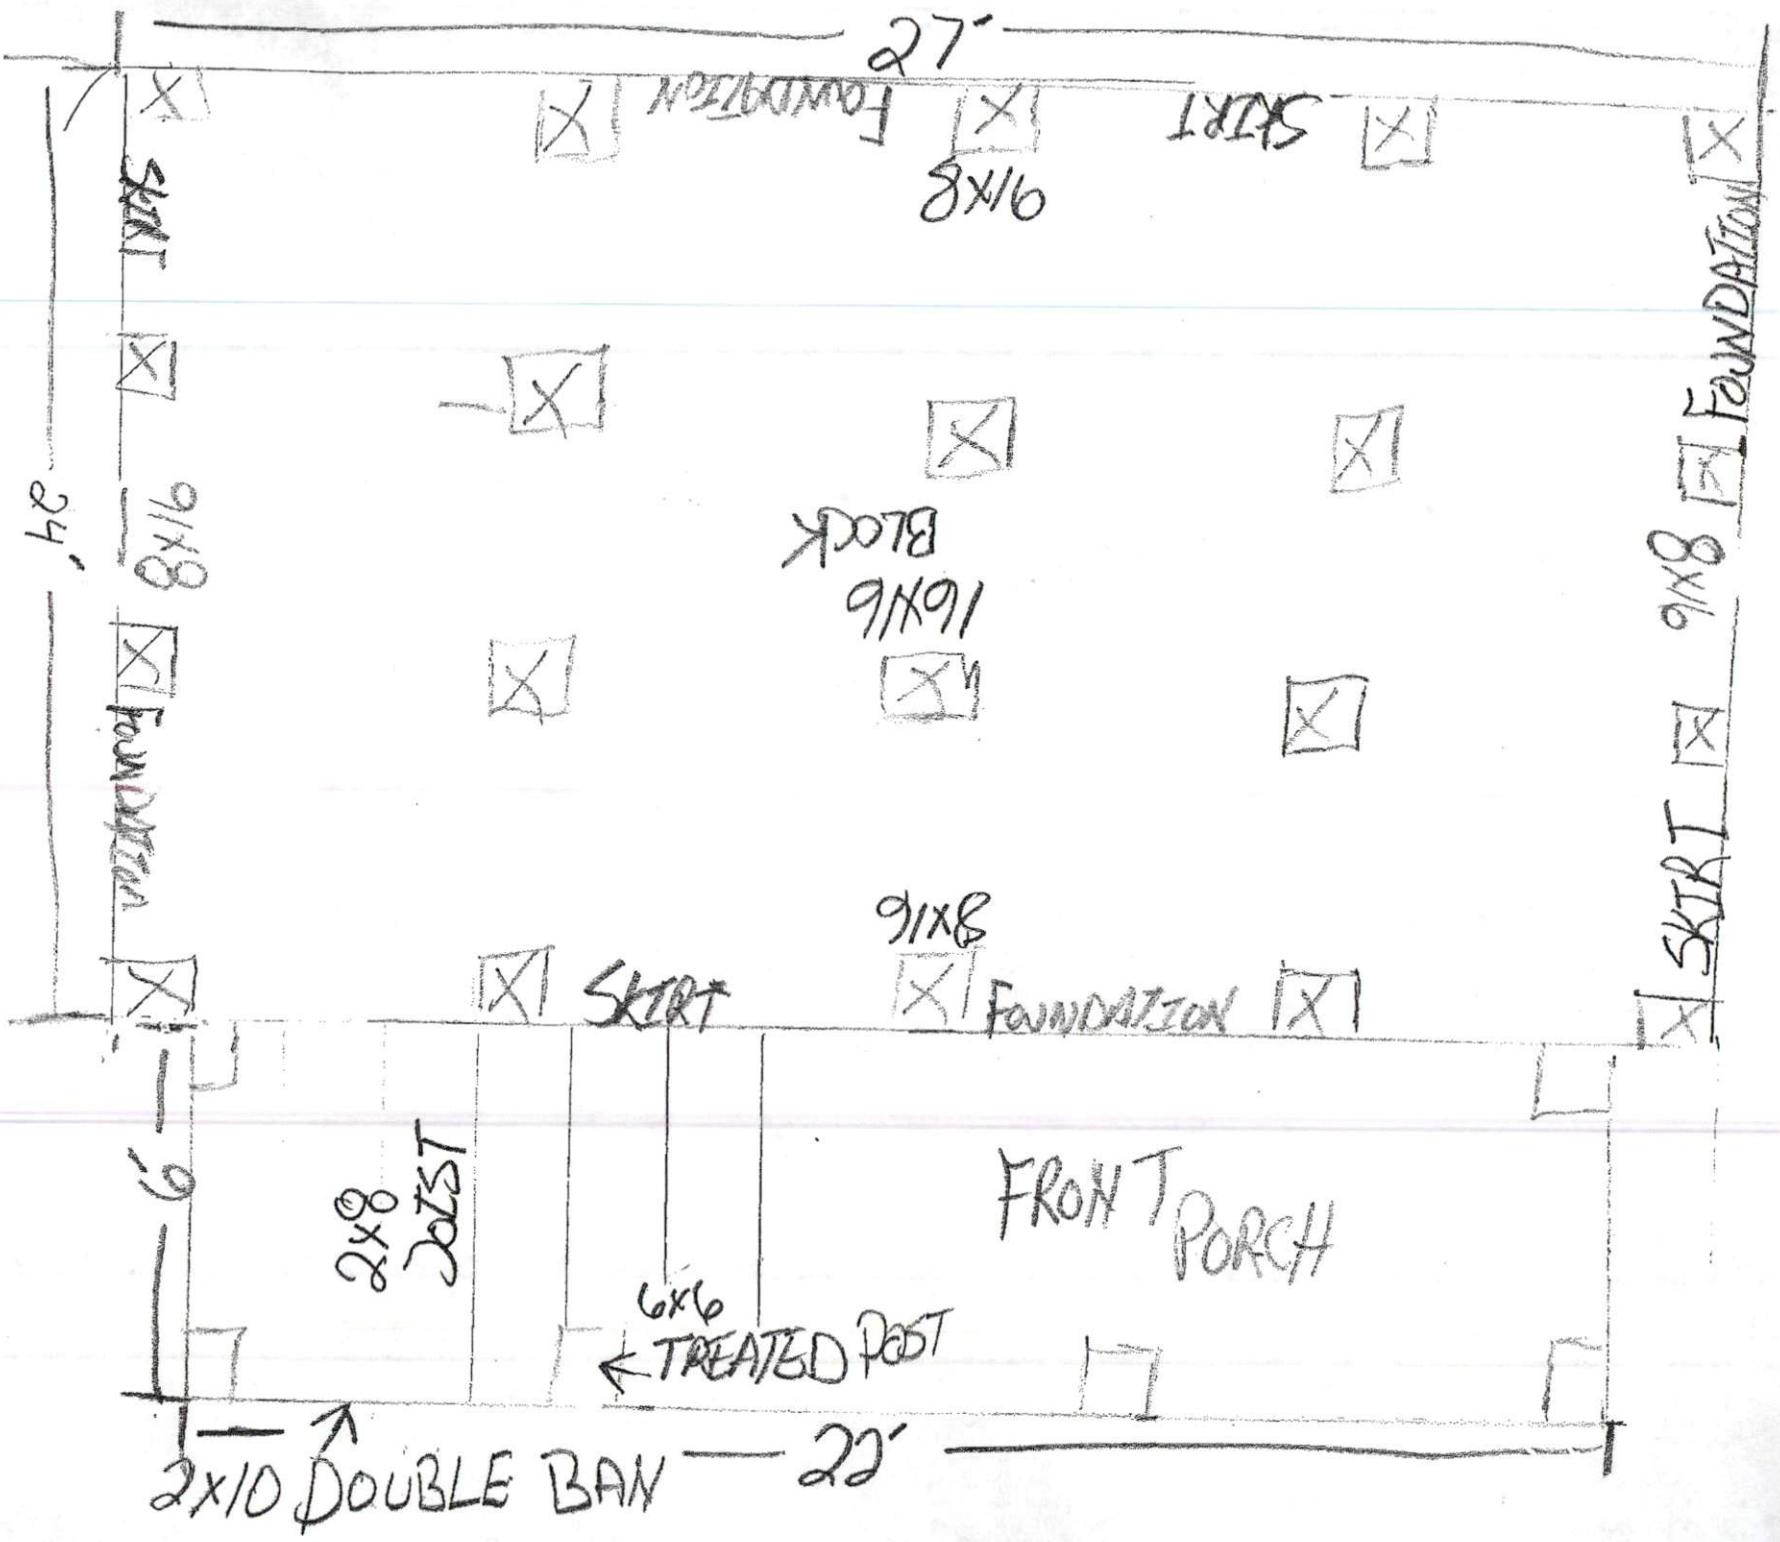 27'
FOUNDATION
SKIRT
8X16
SKIRT
FOUNDATION
24'
8X16
BLOCK
16X16
8X16
FOUNDATION
SKIRT
8X16
SKIRT
FOUNDATION
6'
2X8
JOIST
FRONT
PORCH
6X6
TREATED POST
2X10 DOUBLE BAN
22'